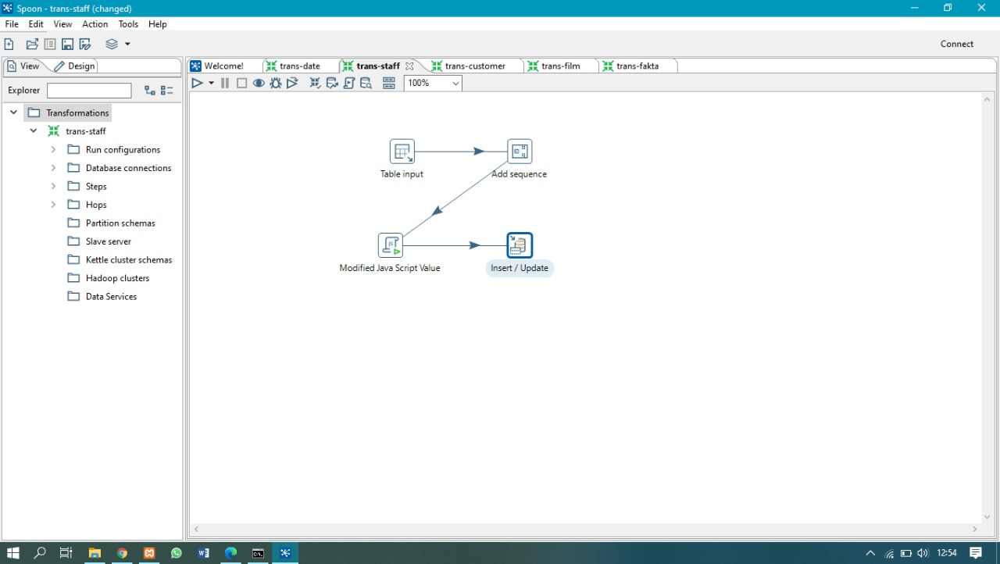 Spoon - trans-staff (changed)
File Edit View Action Tools Help
Connect
View Design
Welcome! trans-date trans-staff trans-customer trans-film trans-fakta
Explorer
100%
Transformations
trans-staff
Run configurations
Database connections
Steps
Hops
Partition schemas
Slave server
Kettle cluster schemas
Hadoop clusters
Data Services
Table input
Add sequence
Modified Java Script Value
Insert / Update
12:54